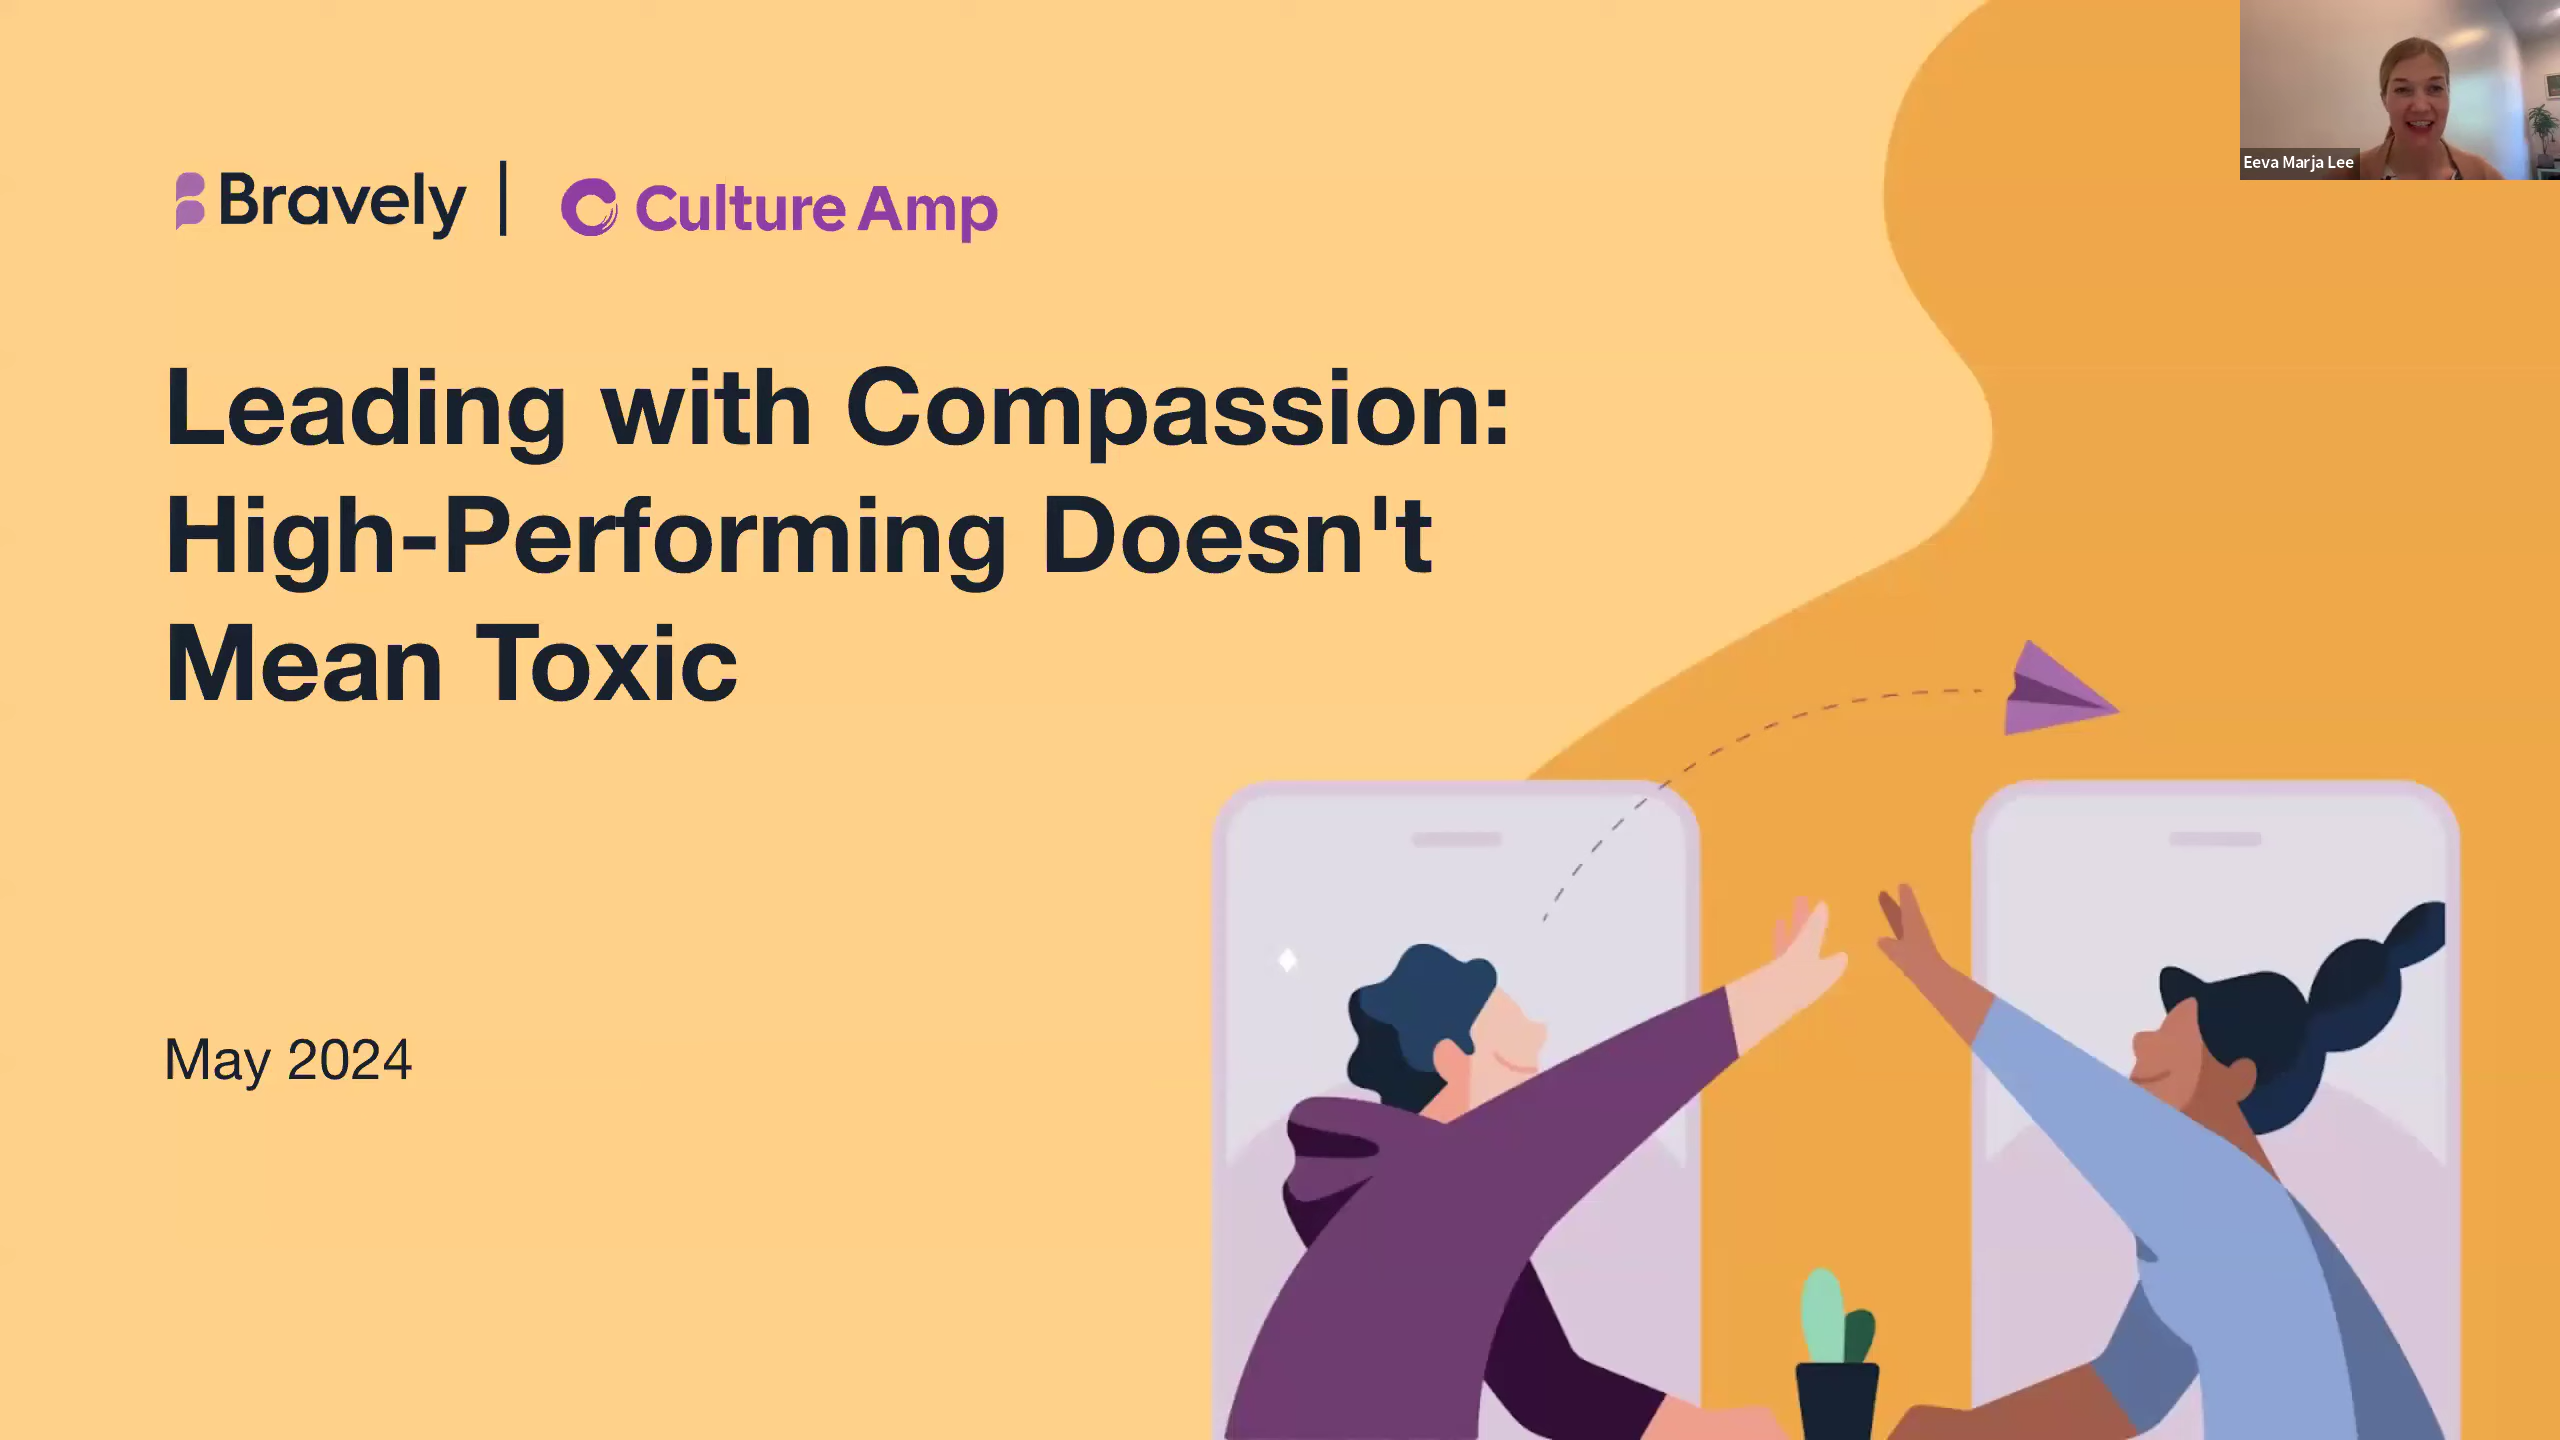 Bravely | Culture Amp
Eeva Marja Lee
Leading with Compassion:
High-Performing Doesn't
Mean Toxic
May 2024